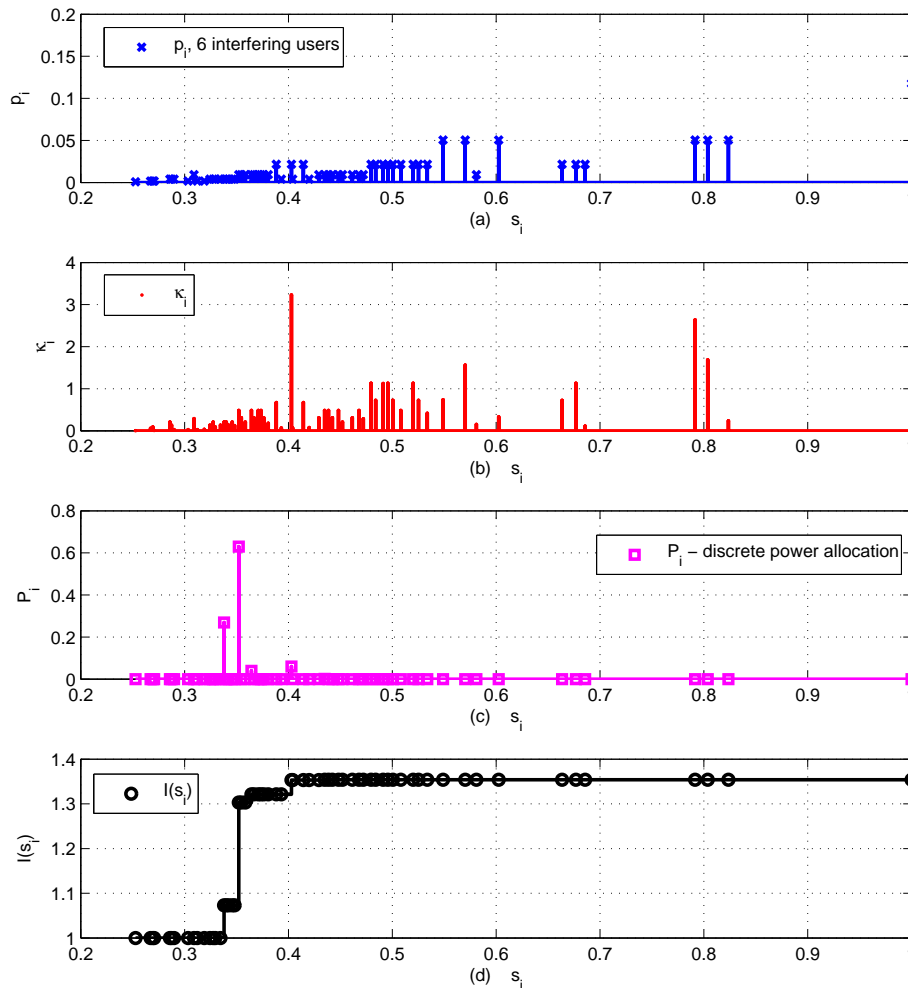 0.2
0.15
0.1
0.05
0
p_i
p_i, 6 interfering users
0.2 0.3 0.4 0.5 0.6 0.7 0.8 0.9
(a) s_i
4
3
2
1
0
κ_i
κ_i
0.2 0.3 0.4 0.5 0.6 0.7 0.8 0.9
(b) s_i
0.8
0.6
0.4
0.2
0
P_i
P_i – discrete power allocation
0.2 0.3 0.4 0.5 0.6 0.7 0.8 0.9
(c) s_i
1.4
1.3
1.2
1.1
1
I(s_i)
I(s_i)
0.2 0.3 0.4 0.5 0.6 0.7 0.8 0.9
(d) s_i